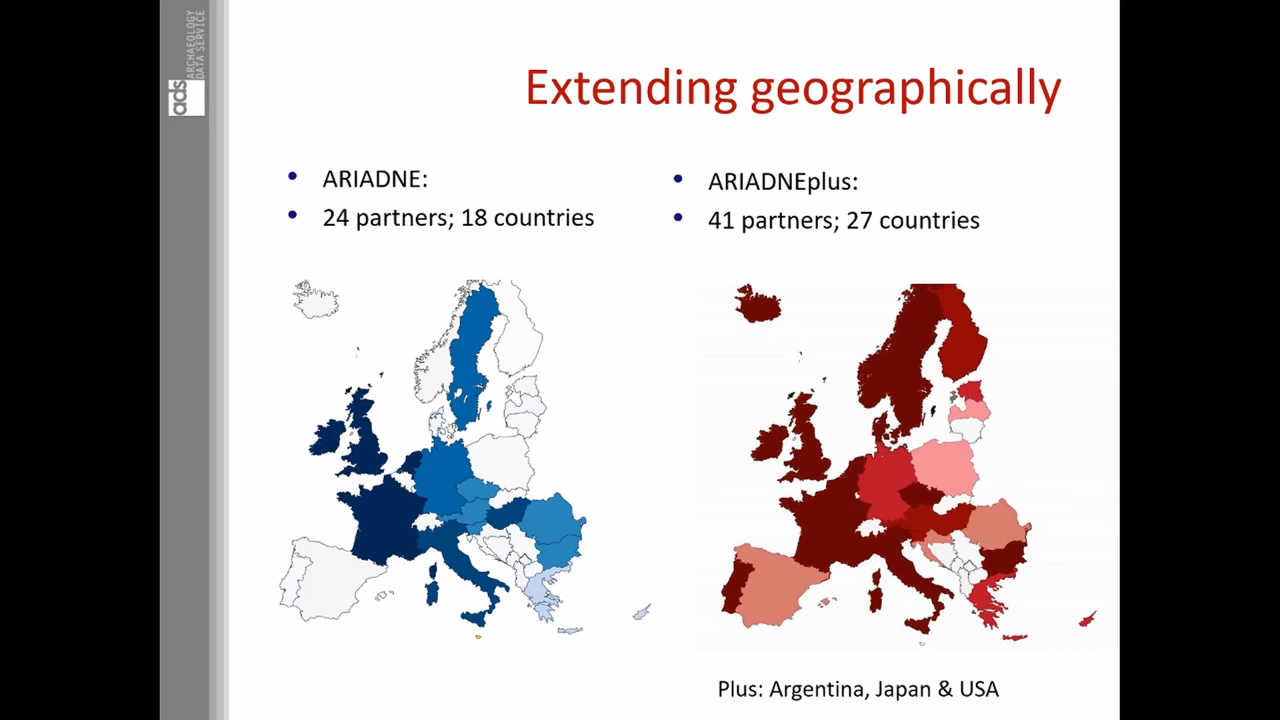 ARCHAEOLOGY
DATA SERVICE
ads
Extending geographically
• ARIADNE:
• 24 partners; 18 countries
• ARIADNEplus:
• 41 partners; 27 countries
Plus: Argentina, Japan & USA